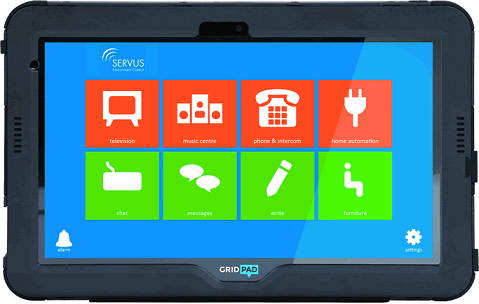 SERVUS
Environment Control
television
music centre
phone & intercom
home automation
chat
messages
write
furniture
alarm
settings
GRID PAD